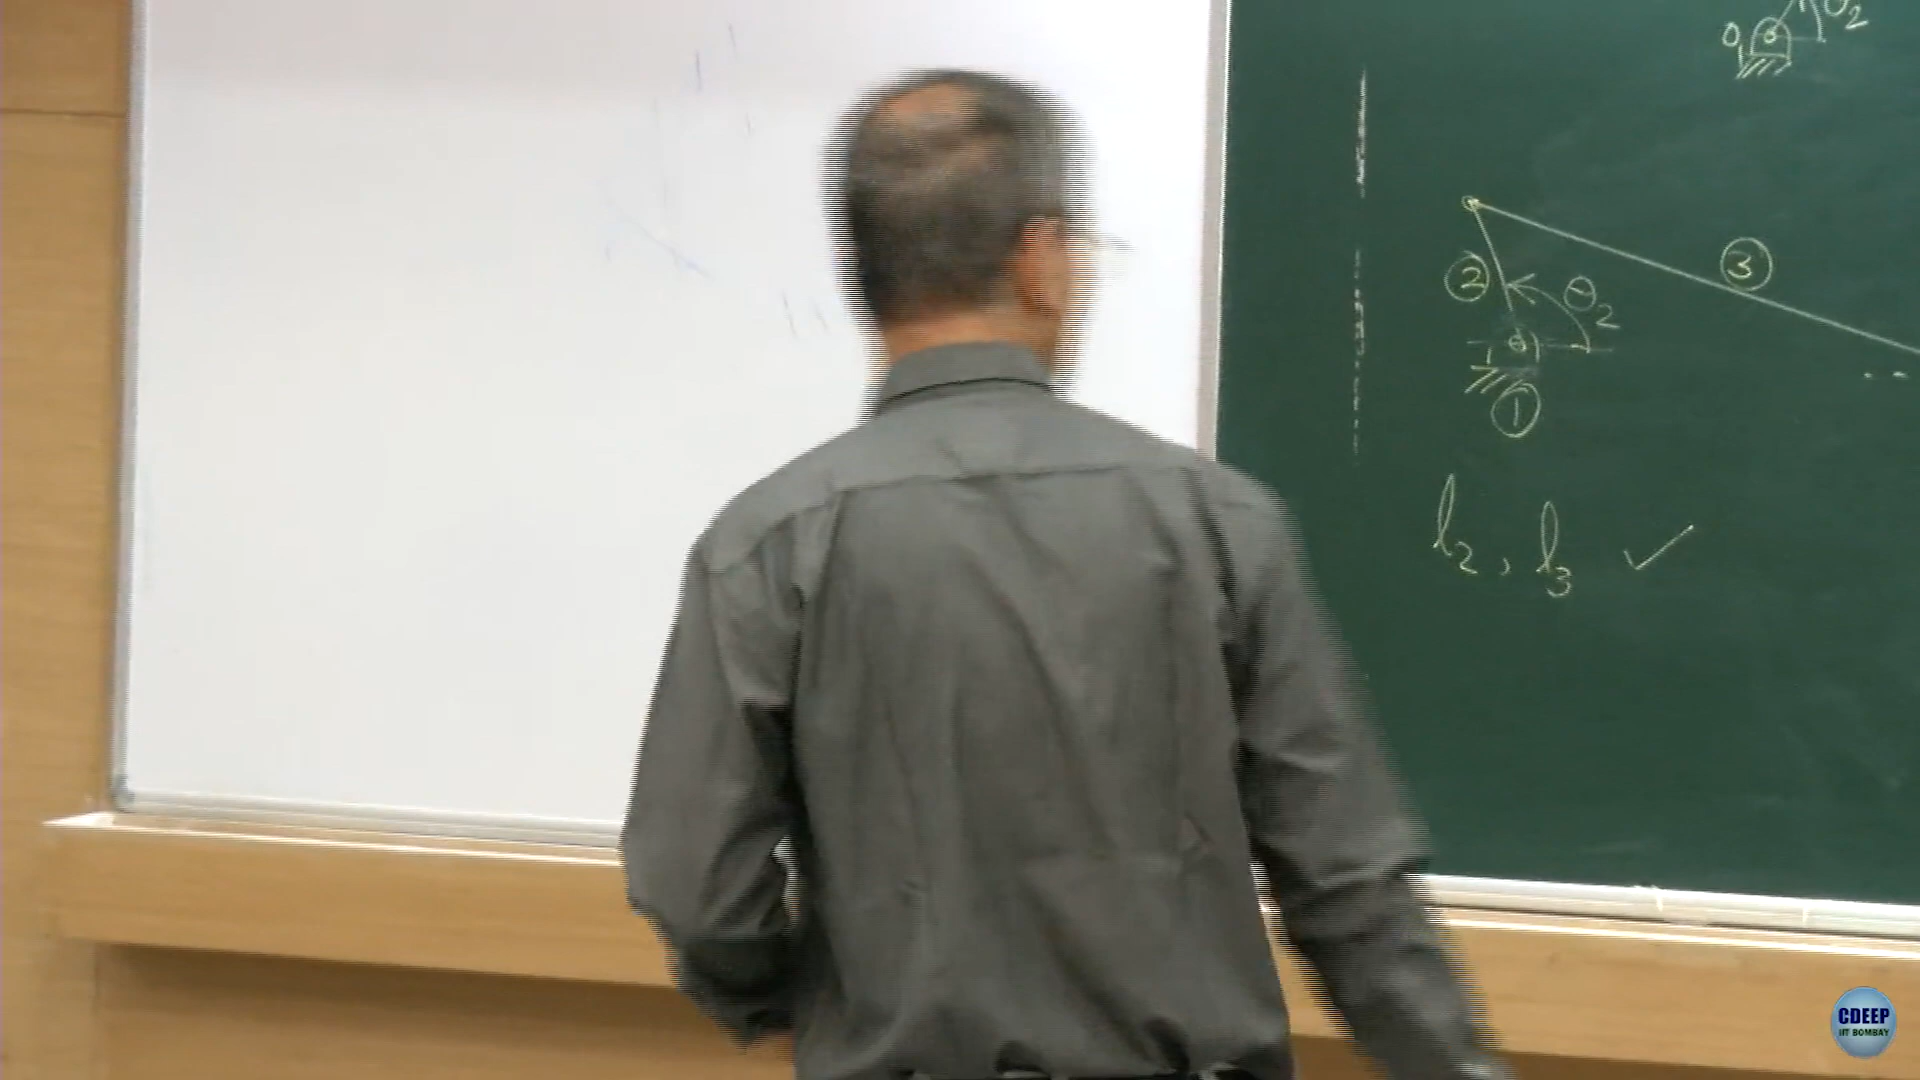 θ₂
O₁
③
②
θ₂
①
l₂, l₃ ✓
CDEEP
IIT BOMBAY